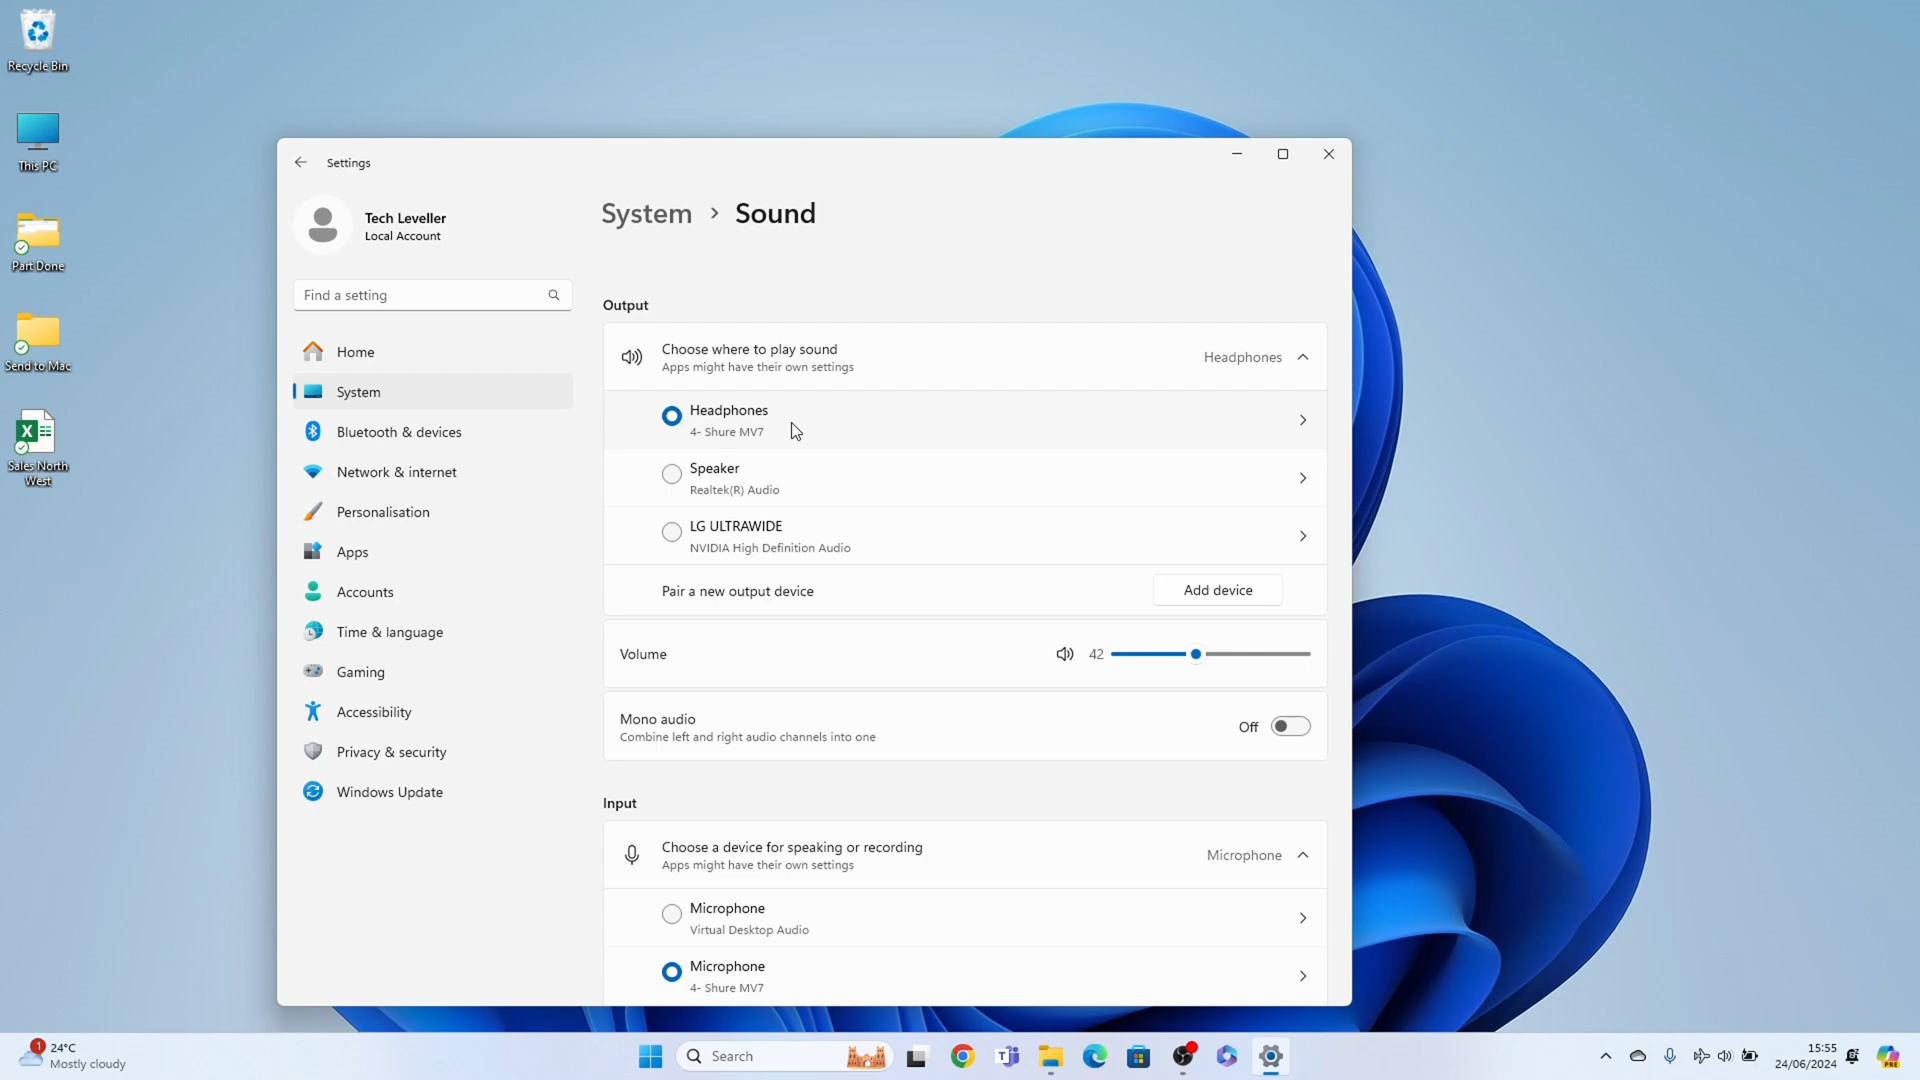 Recycle Bin
This PC
Part Done
Send to Mac
Sales North
West
Settings
Tech Leveller
Local Account
Find a setting
Home
System
Bluetooth & devices
Network & internet
Personalisation
Apps
Accounts
Time & language
Gaming
Accessibility
Privacy & security
Windows Update
System > Sound
Output
Choose where to play sound
Apps might have their own settings
Headphones
Headphones
4- Shure MV7
Speaker
Realtek(R) Audio
LG ULTRAWIDE
NVIDIA High Definition Audio
Pair a new output device
Add device
Volume
42
Mono audio
Combine left and right audio channels into one
Off
Input
Choose a device for speaking or recording
Apps might have their own settings
Microphone
Microphone
Virtual Desktop Audio
Microphone
4- Shure MV7
1
24°C
Mostly cloudy
Search
15:55
24/06/2024
PRE